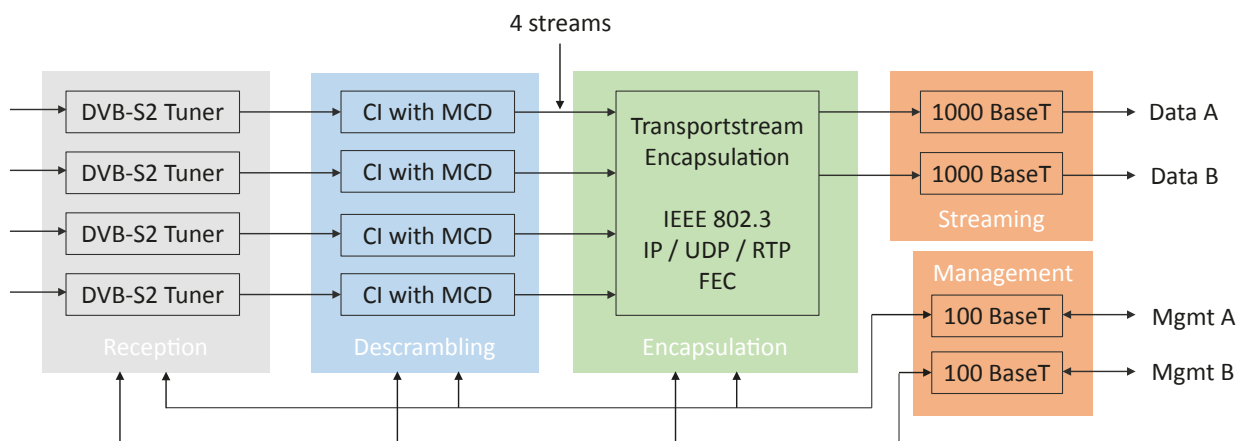 4 streams
DVB-S2 Tuner
CI with MCD
DVB-S2 Tuner
CI with MCD
DVB-S2 Tuner
CI with MCD
DVB-S2 Tuner
CI with MCD
Reception
Descrambling
Transportstream
Encapsulation
IEEE 802.3
IP / UDP / RTP
FEC
Encapsulation
1000 BaseT
Data A
1000 BaseT
Data B
Streaming
Management
100 BaseT
Mgmt A
100 BaseT
Mgmt B